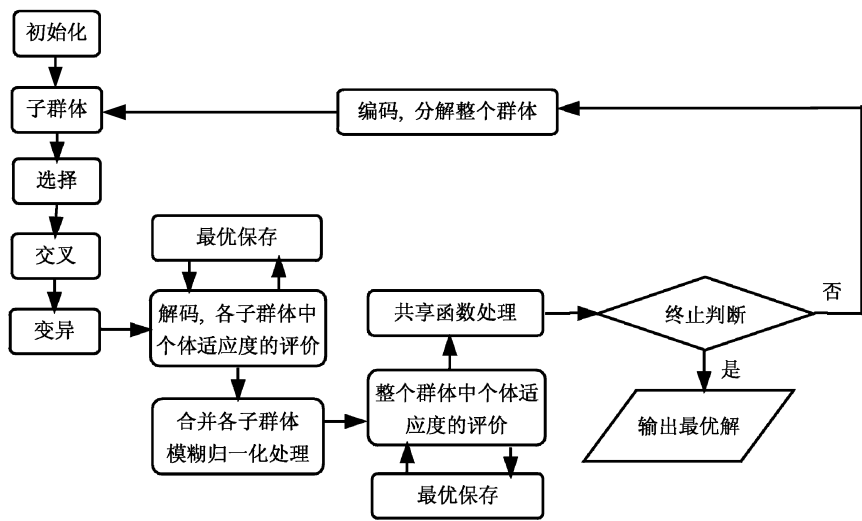 初始化
子群体
编码, 分解整个群体
选择
交叉
变异
最优保存
解码, 各子群体中
个体适应度的评价
合并各子群体
模糊归一化处理
共享函数处理
整个群体中个体适
应度的评价
最优保存
终止判断
否
是
输出最优解